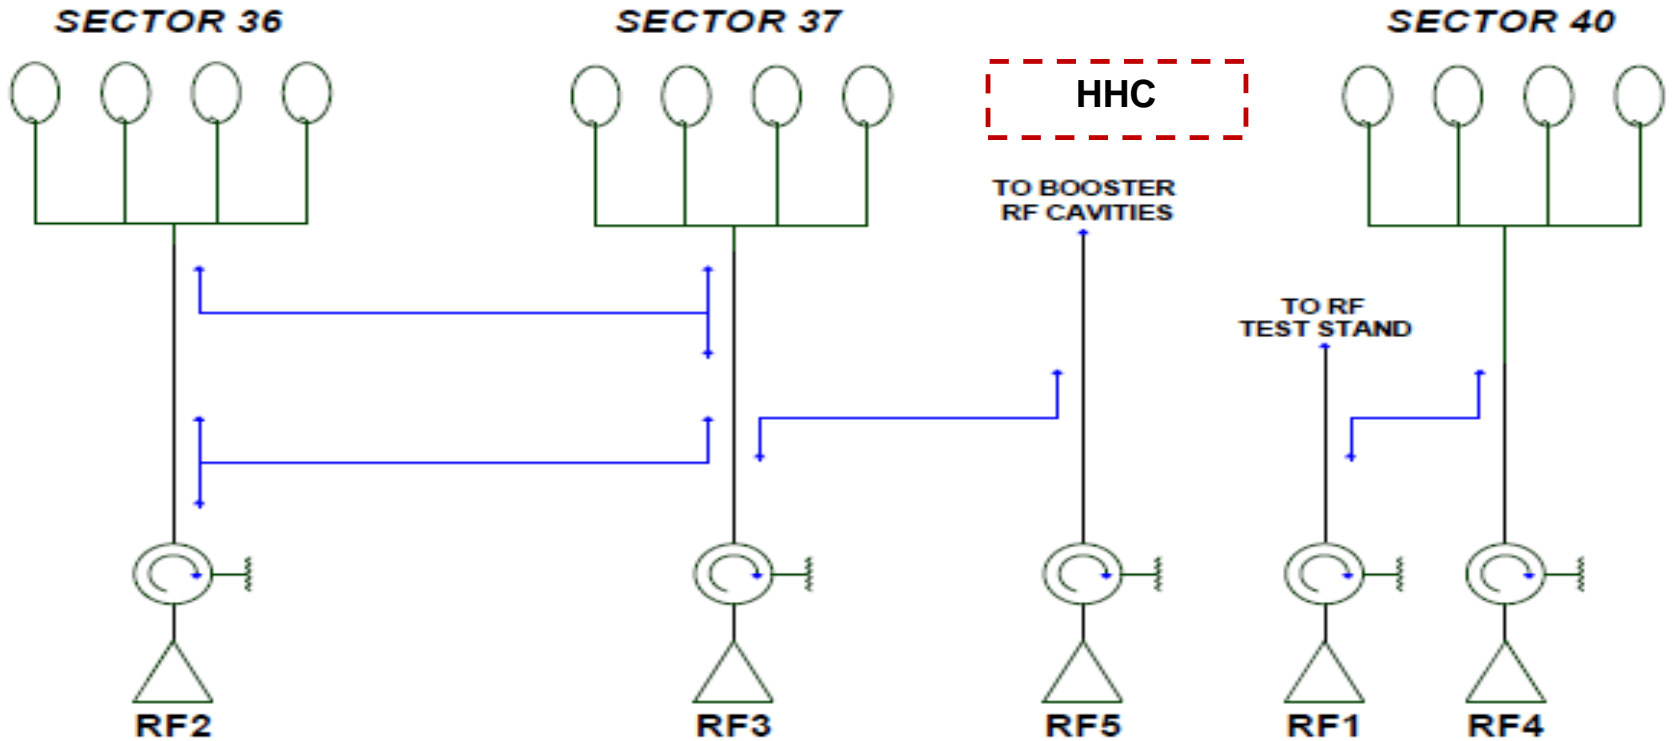 SECTOR 36
SECTOR 37
SECTOR 40
HHC
TO BOOSTER
RF CAVITIES
TO RF
TEST STAND
RF2
RF3
RF5
RF1
RF4